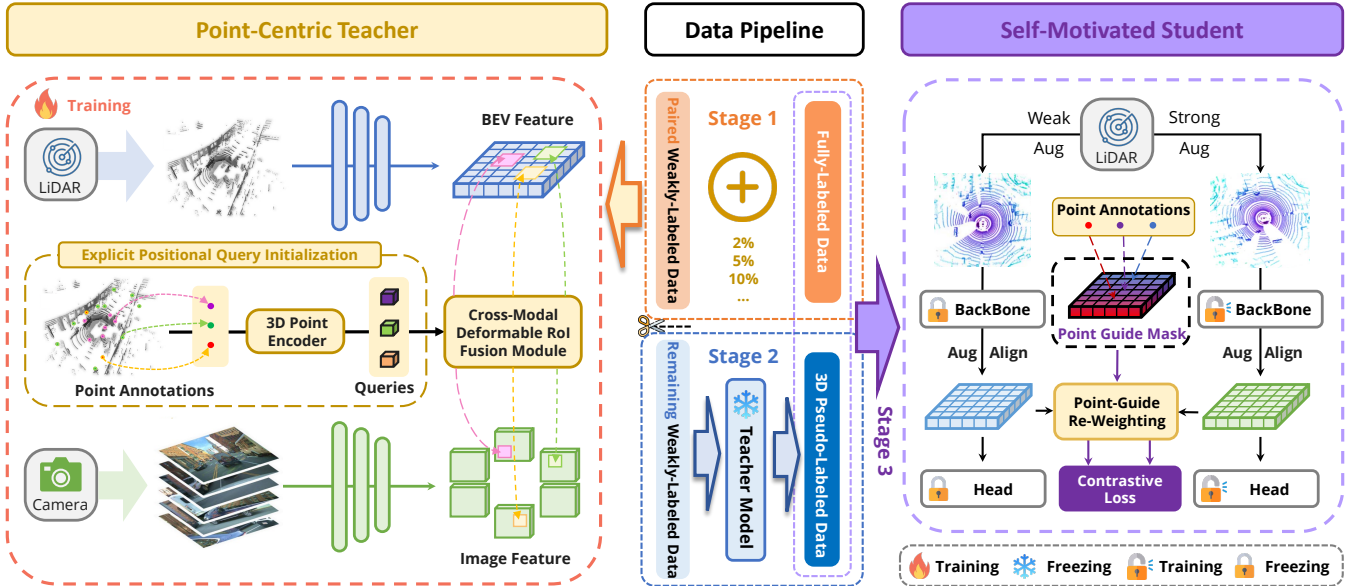 Point-Centric Teacher
Data Pipeline
Self-Motivated Student
Training
LiDAR
BEV Feature
Explicit Positional Query Initialization
3D Point
Encoder
Point Annotations
Queries
Cross-Modal
Deformable RoI
Fusion Module
Camera
Image Feature
Paired Weakly-Labeled Data
Stage 1
2%
5%
10%
...
Fully-Labeled Data
Remaining Weakly-Labeled Data
Stage 2
Teacher Model
3D Pseudo-Labeled Data
Stage 3
Weak
Aug
LiDAR
Strong
Aug
Point Annotations
BackBone
Point Guide Mask
BackBone
Aug Align
Aug Align
Point-Guide
Re-Weighting
Head
Contrastive
Loss
Head
Training
Freezing
Training
Freezing